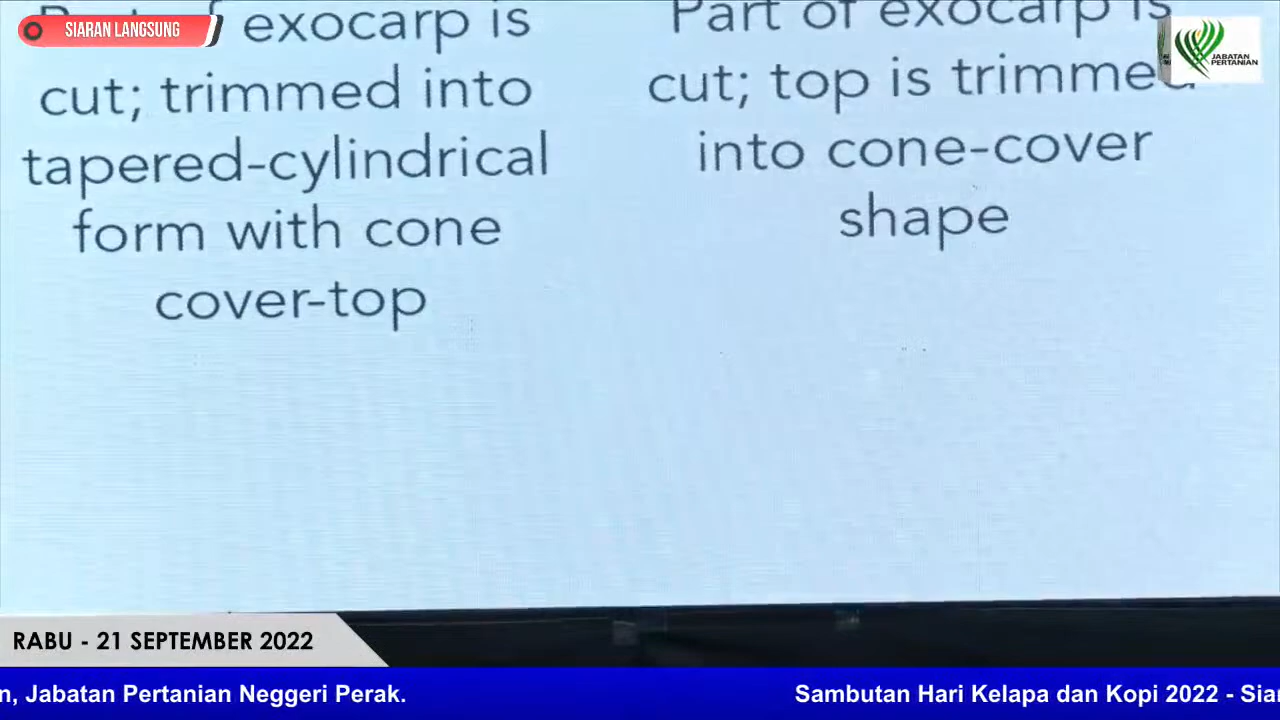 SIARAN LANGSUNG
exocarp is
cut; trimmed into
tapered-cylindrical
form with cone
cover-top
Part of exocarp is
cut; top is trimmed
into cone-cover
shape
JABATAN
PERTANIAN
RABU - 21 SEPTEMBER 2022
n, Jabatan Pertanian Neggeri Perak.
Sambutan Hari Kelapa dan Kopi 2022 - Siar